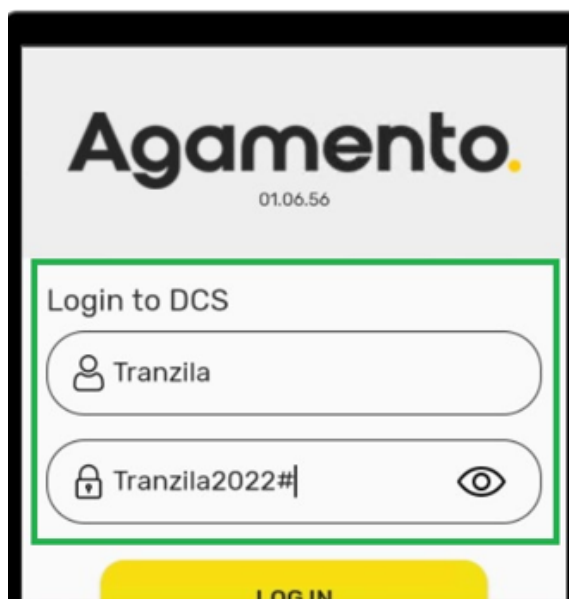 Agamento.
01.06.56
Login to DCS
Tranzila
Tranzila2022#
LOG IN